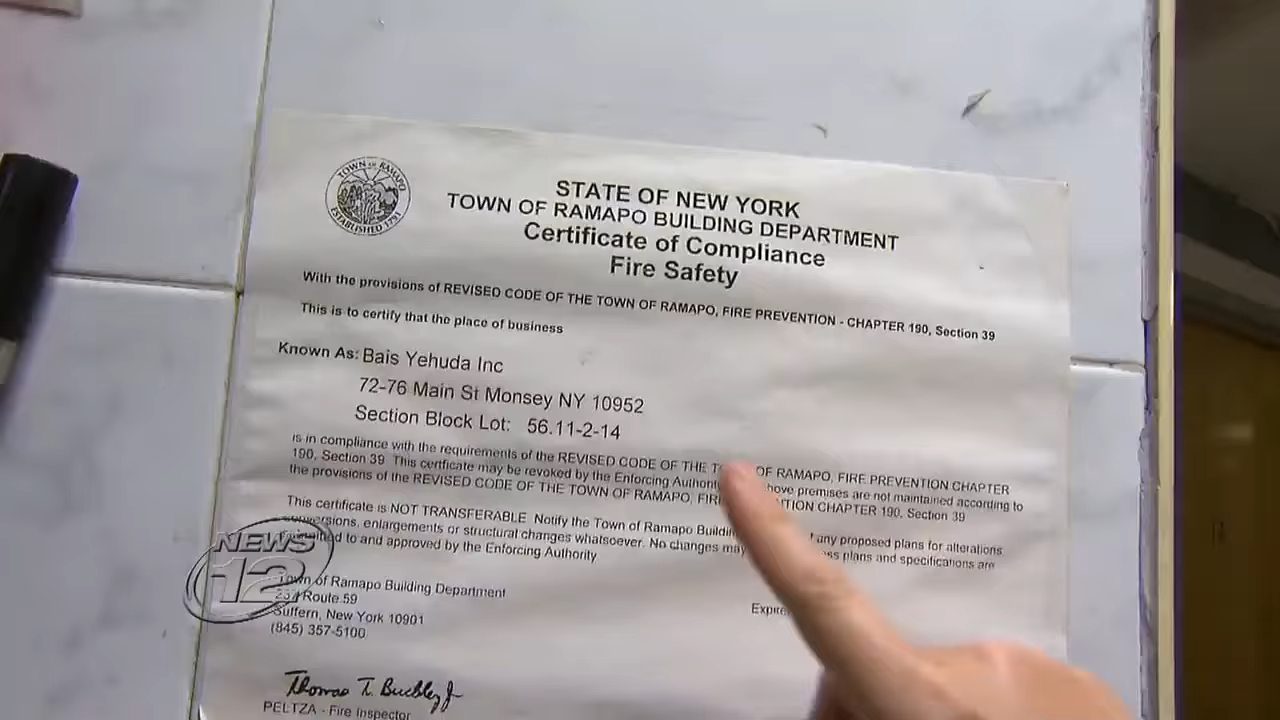 TOWN OF RAMAPO
ESTABLISHED 1791
STATE OF NEW YORK
TOWN OF RAMAPO BUILDING DEPARTMENT
Certificate of Compliance
Fire Safety
With the provisions of REVISED CODE OF THE TOWN OF RAMAPO, FIRE PREVENTION - CHAPTER 190, Section 39
This is to certify that the place of business
Known As: Bais Yehuda Inc
72-76 Main St Monsey NY 10952
Section Block Lot: 56.11-2-14
is in compliance with the requirements of the REVISED CODE OF THE OF RAMAPO, FIRE PREVENTION CHAPTER
190, Section 39 This certificate may be revoked by the Enforcing Authority above premises are not maintained according to
the provisions of the REVISED CODE OF THE TOWN OF RAMAPO, CHAPTER 190, Section 39
This certificate is NOT TRANSFERABLE. Notify the Town of Ramapo any proposed plans for alterations
enlargements or structural changes whatsoever. No changes plans and specifications are
to and approved by the Enforcing Authority
NEWS
12
Town of Ramapo Building Department
Route 59
Suffern, New York 10901
(845) 357-5100
Thomas T. Buckley Jr
PELTZA - Fire Inspector